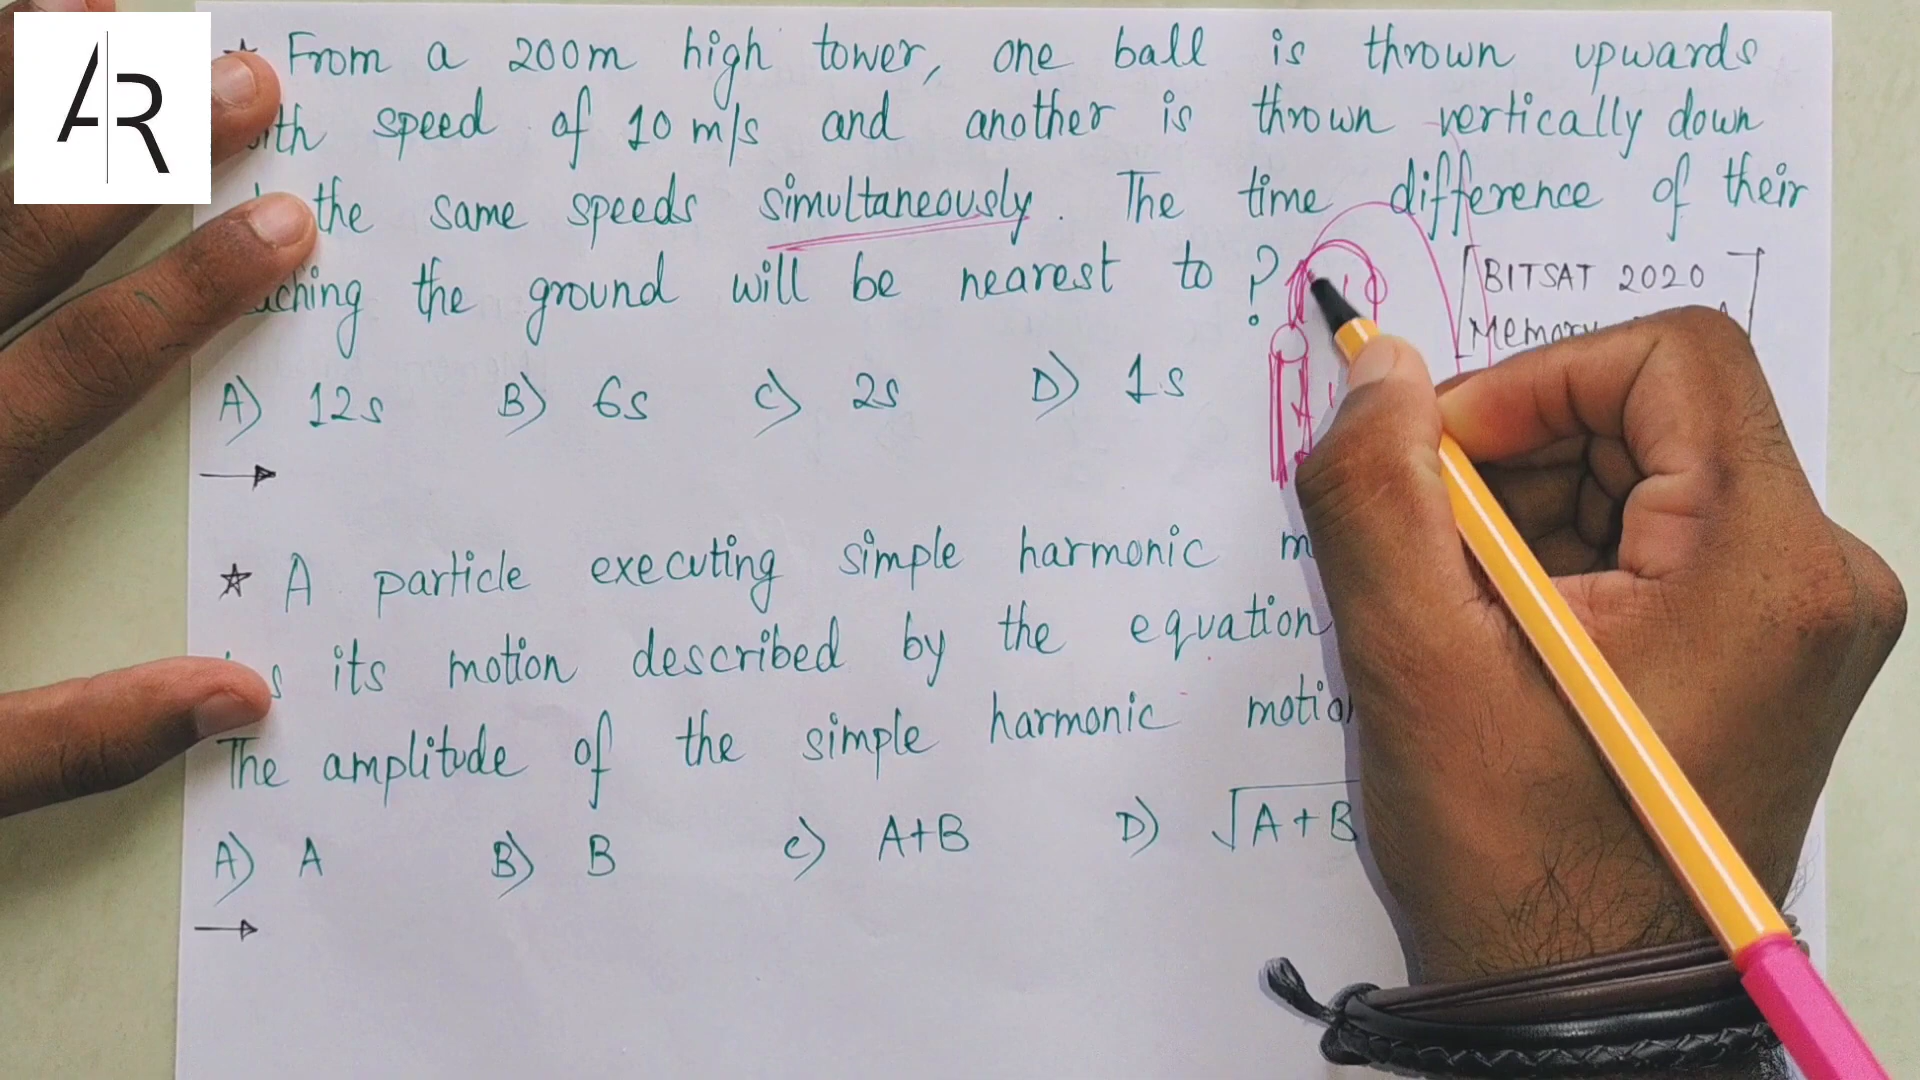 AR
From a 200m high tower, one ball is thrown upwards
speed of 10 m/s and another is thrown vertically down
the same speeds simultaneously. The time difference of their
the ground will be nearest to ?
[BITSAT 2020
A) 12s B) 6s C) 2s D) 1s
A particle executing simple harmonic
its motion described by the equation
The amplitude of the simple harmonic
A) A B) B C) A+B D) √A+B